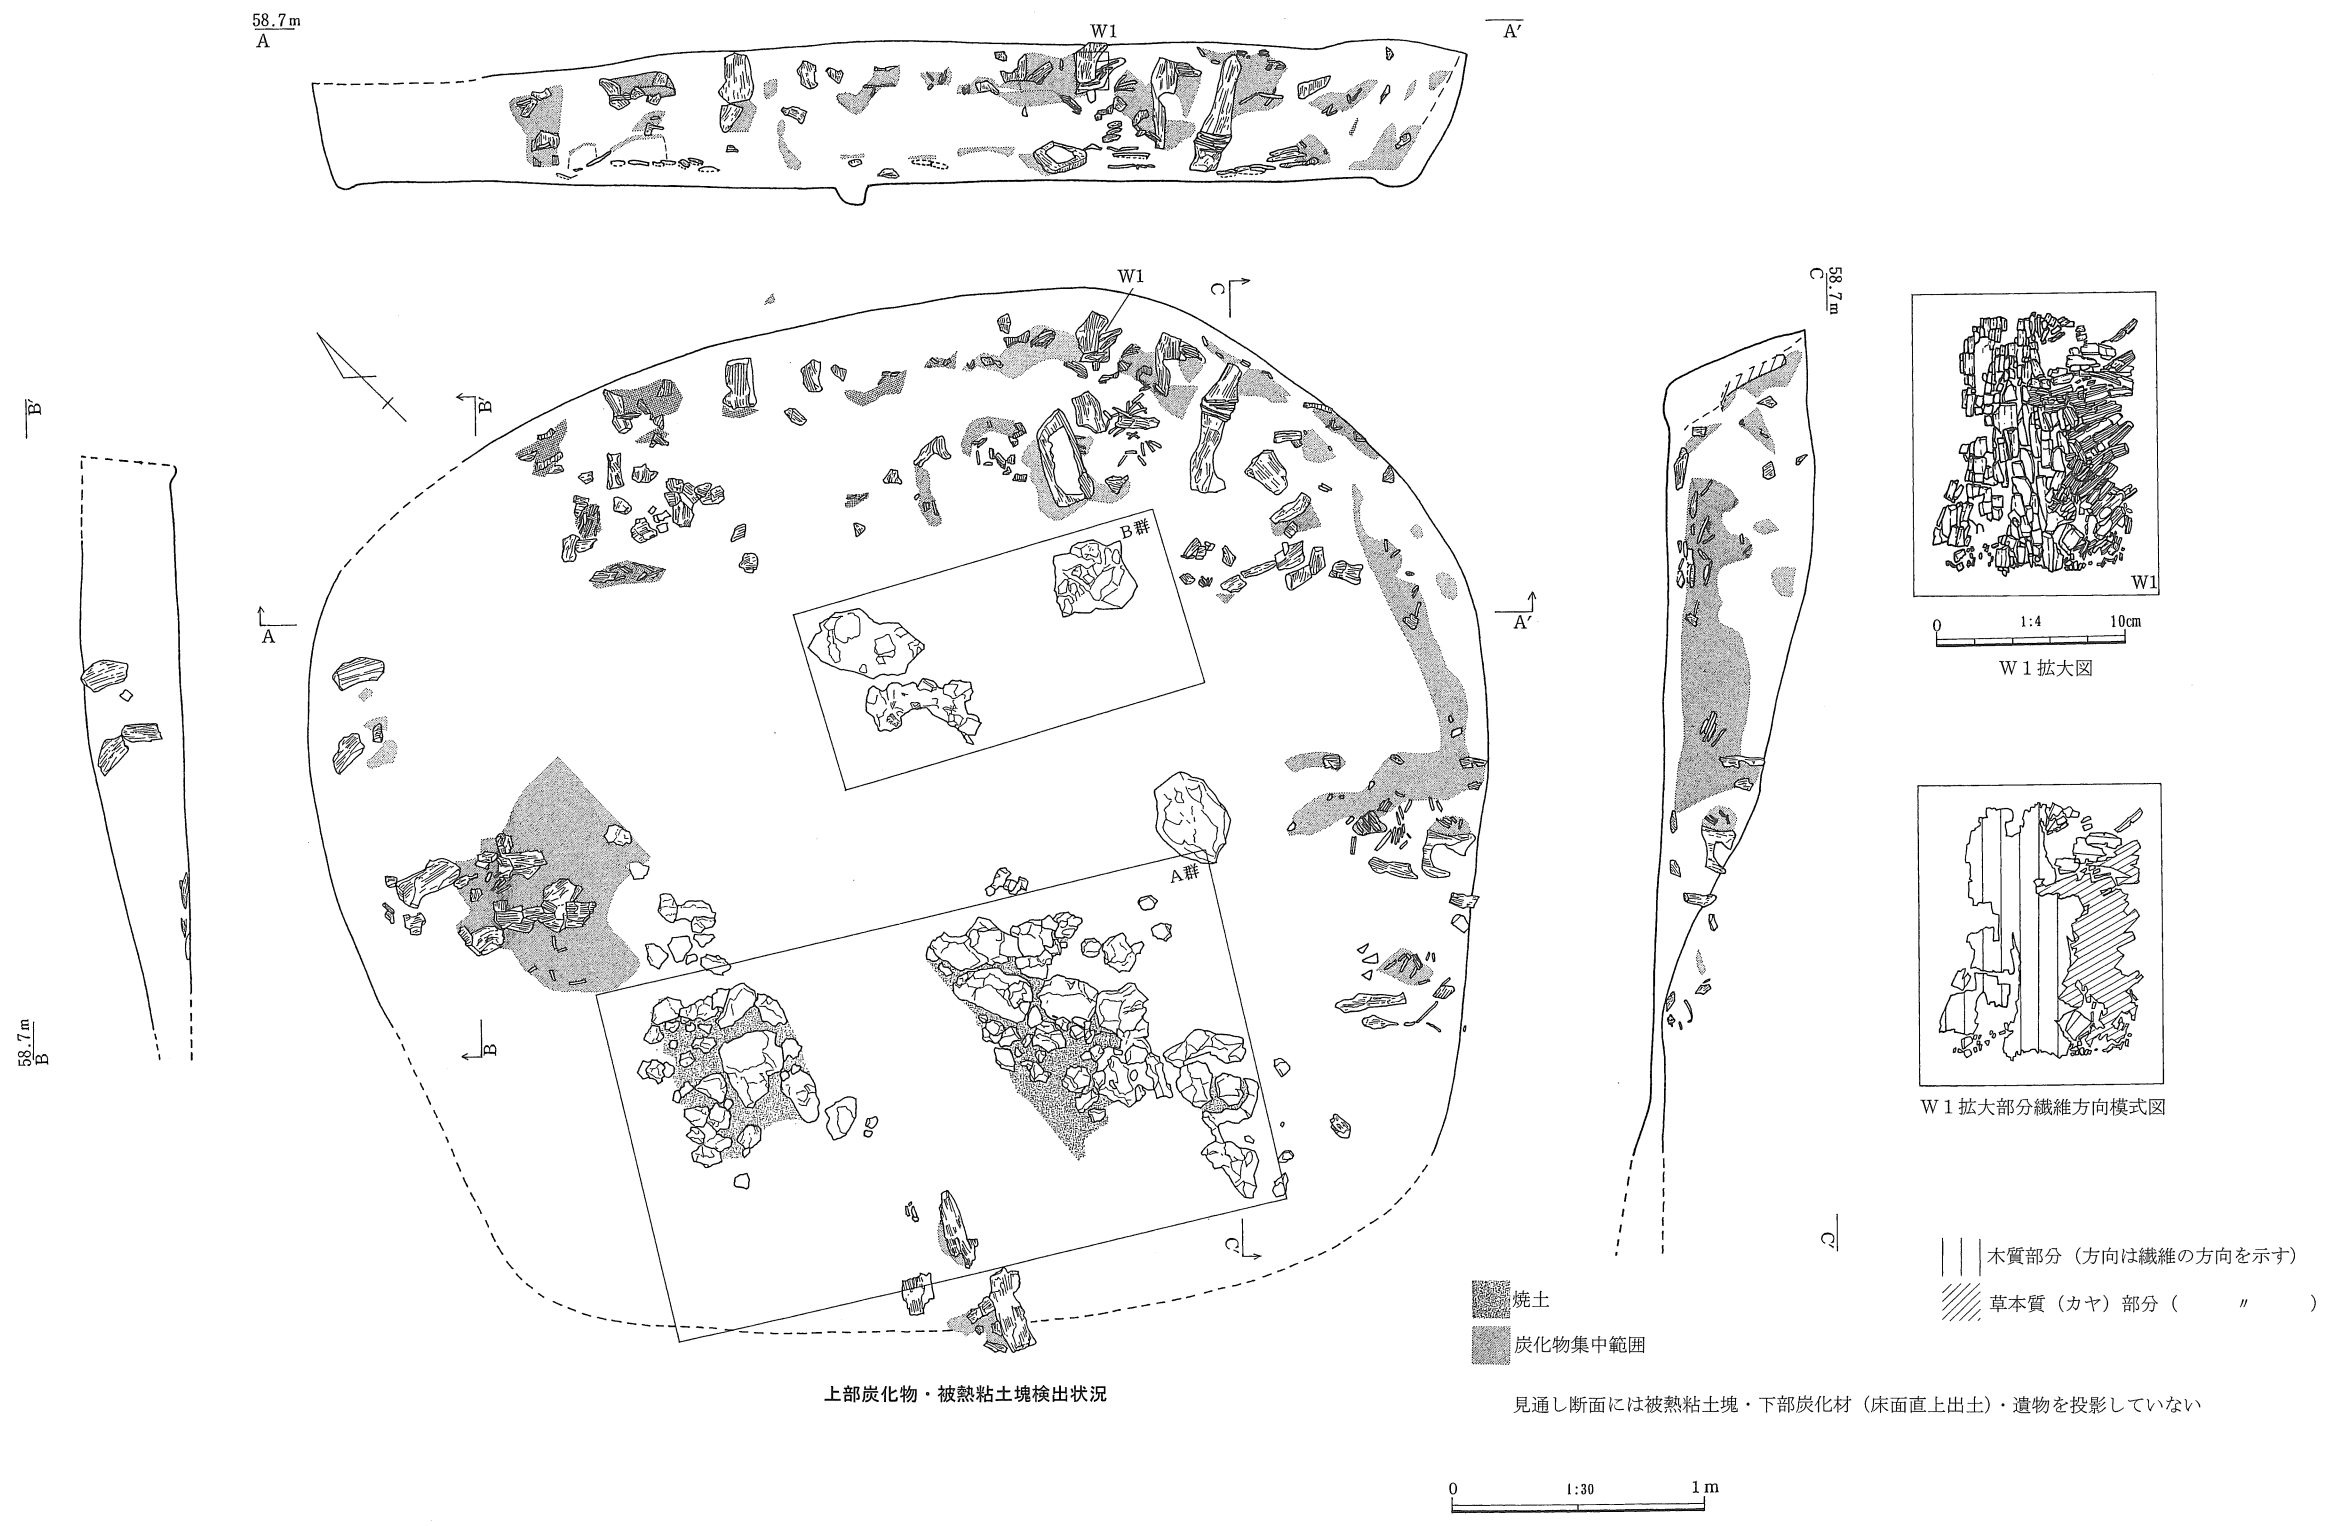 58.7m
A
W1
A′
W1
C
58.7m
C
B′
B′
B群
W1
0 1:4 10cm
W1拡大図
A
A′
A群
58.7m
B
B
C′
C′
W1拡大部分繊維方向模式図
木質部分（方向は繊維の方向を示す）
草本質（カヤ）部分（ 〃 ）
焼土
炭化物集中範囲
上部炭化物・被熱粘土塊検出状況
見通し断面には被熱粘土塊・下部炭化材（床面直上出土）・遺物を投影していない
0 1:30 1m